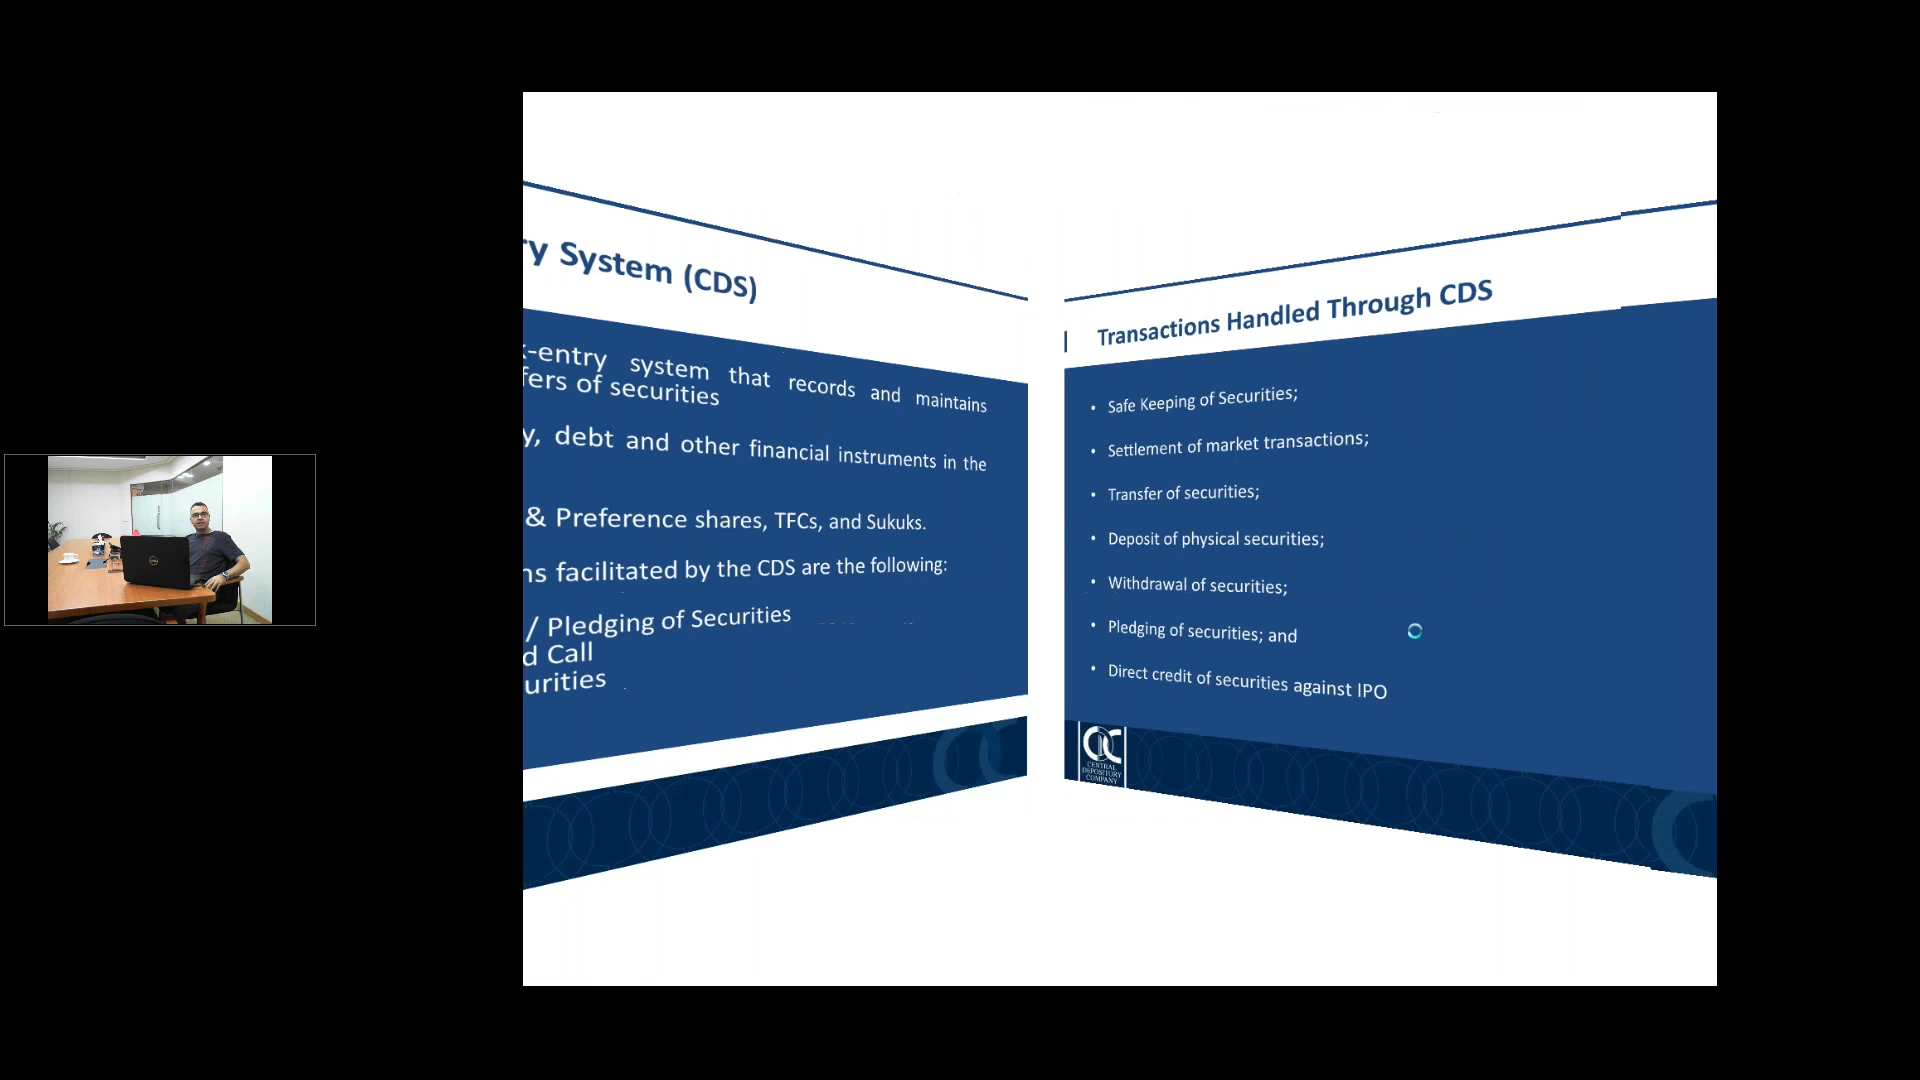 System (CDS)
-entry system that records and maintains
of securities
debt and other financial instruments in the
& Preference shares, TFCs, and Sukuks.
facilitated by the CDS are the following:
/ Pledging of Securities
Call
Transactions Handled Through CDS
• Safe Keeping of Securities;
• Settlement of market transactions;
• Transfer of securities;
• Deposit of physical securities;
• Withdrawal of securities;
• Pledging of securities; and
• Direct credit of securities against IPO
CENTRAL
DEPOSITORY
COMPANY